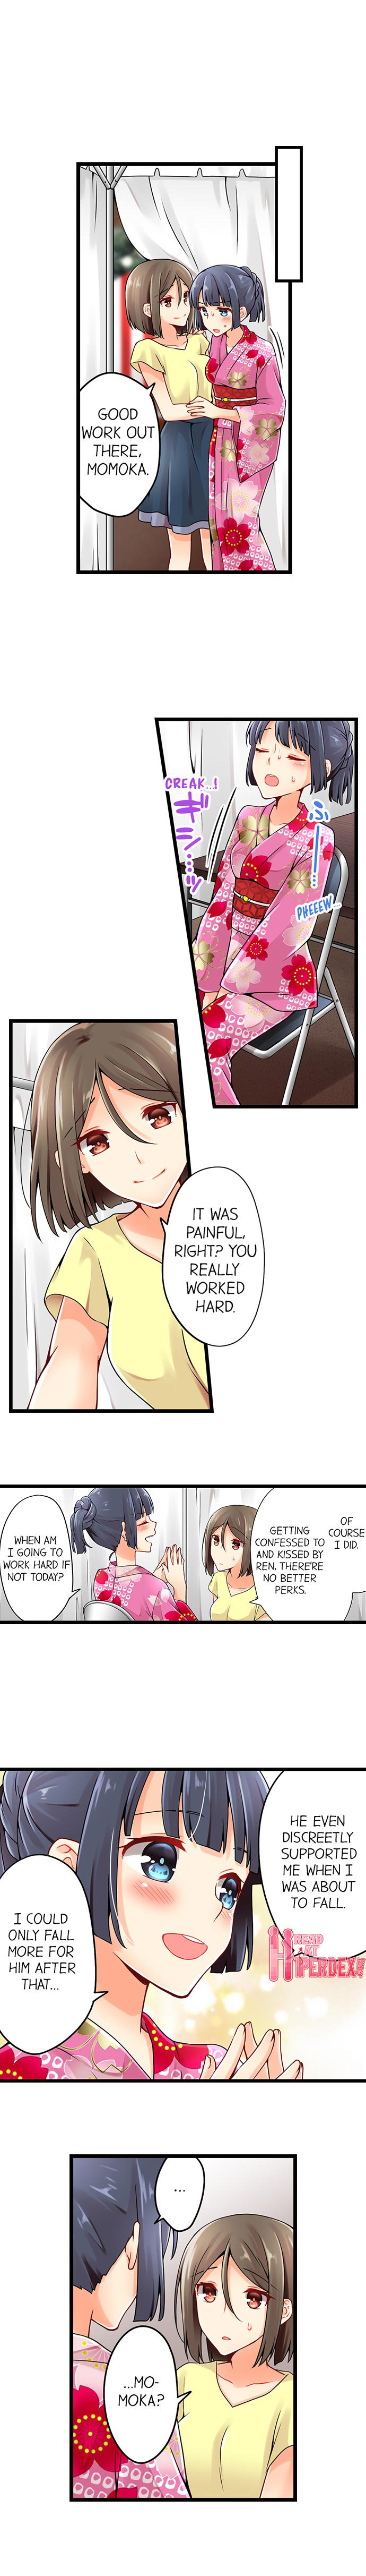 GOOD
WORK OUT
THERE,
MOMOKA.
CREAK...!
ギシ…ッ
ふーー…
PHEEEW...
IT WAS
PAINFUL,
RIGHT? YOU
REALLY
WORKED
HARD.
OF
COURSE
I DID.
GETTING
CONFESSED TO
AND KISSED BY
REN, THERE'RE
NO BETTER
PERKS.
WHEN AM
I GOING TO
WORK HARD IF
NOT TODAY?
HE EVEN
DISCREETLY
SUPPORTED
ME WHEN I
WAS ABOUT
TO FALL.
READ
AT
HIPERDEX!
I COULD
ONLY FALL
MORE FOR
HIM AFTER
THAT...
...
...MO-
MOKA?